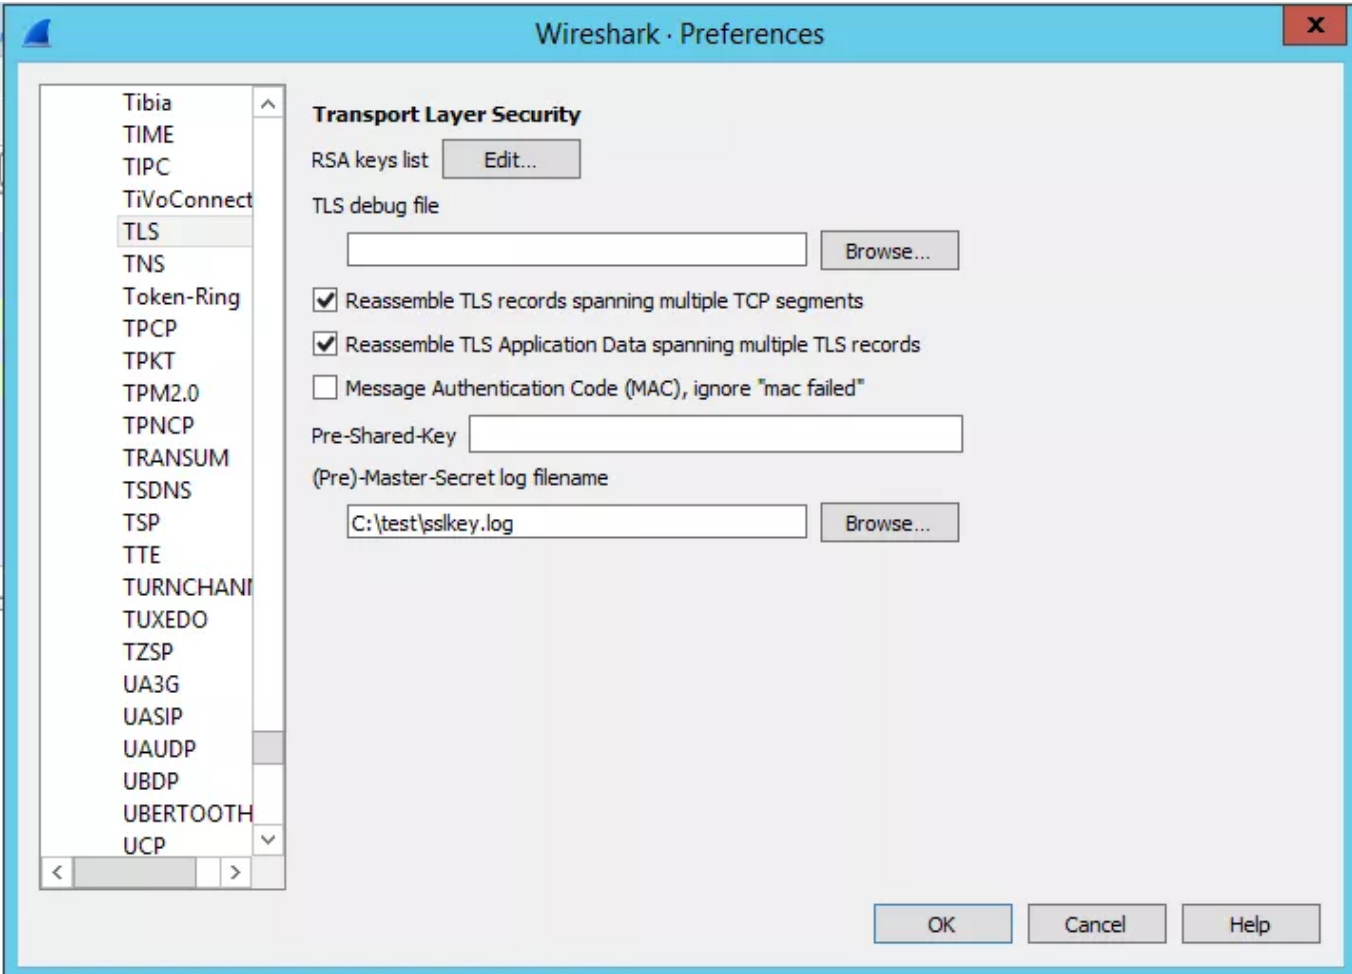 Wireshark · Preferences
X
Tibia
TIME
TIPC
TiVoConnect
TLS
TNS
Token-Ring
TPCP
TPKT
TPM2.0
TPNCP
TRANSUM
TSDNS
TSP
TTE
TURNCHANN
TUXEDO
TZSP
UA3G
UASIP
UAUDP
UBDP
UBERTOOTH
UCP
Transport Layer Security
RSA keys list Edit...
TLS debug file
Browse...
Reassemble TLS records spanning multiple TCP segments
Reassemble TLS Application Data spanning multiple TLS records
Message Authentication Code (MAC), ignore "mac failed"
Pre-Shared-Key
(Pre)-Master-Secret log filename
C:\test\sslkey.log Browse...
OK Cancel Help